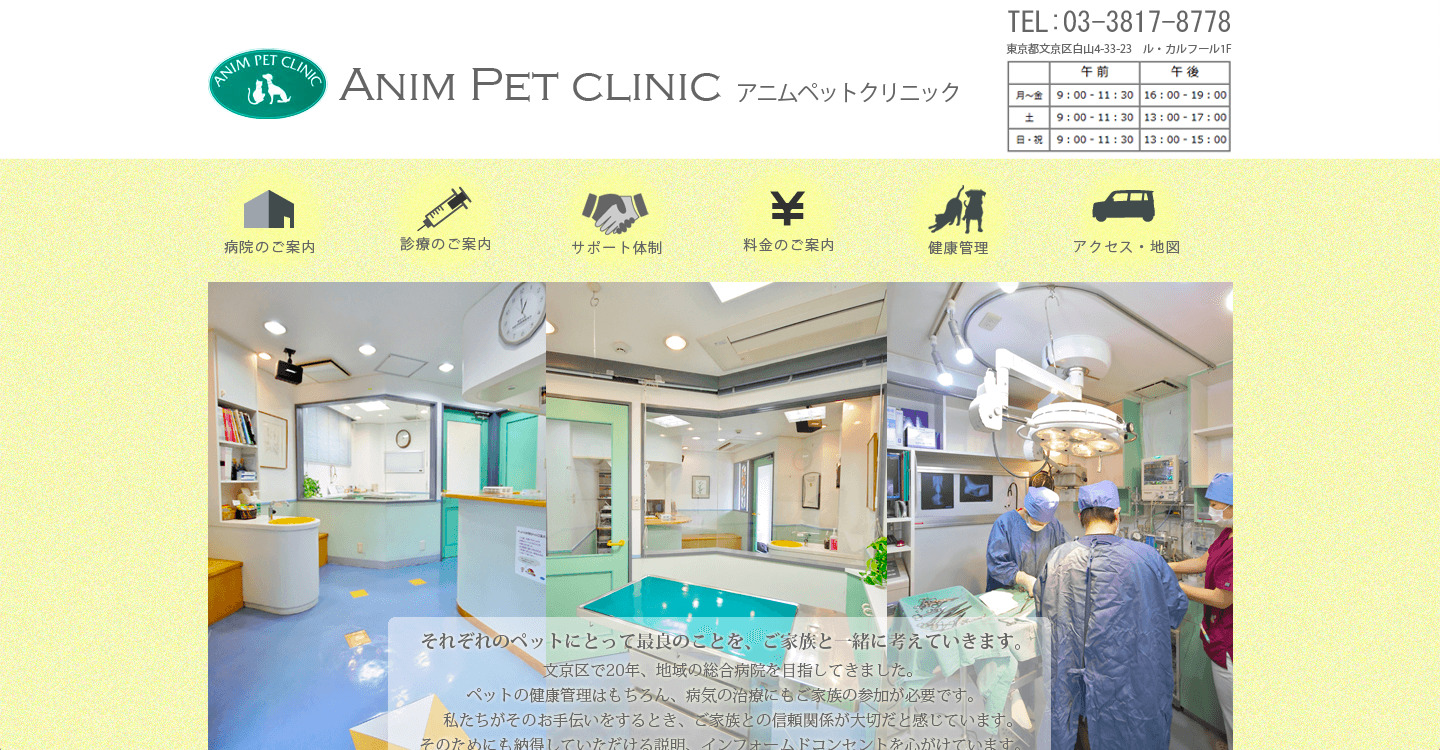 TEL:03-3817-8778
東京都文京区白山4-33-23　ル・カルフール1F
ANIM PET CLINIC
ANIM PET CLINIC アニムペットクリニック
午前 午後
月～金 9：00 - 11：30 16：00 - 19：00
土 9：00 - 11：30 13：00 - 17：00
日・祝 9：00 - 11：30 13：00 - 15：00
病院のご案内
診療のご案内
サポート体制
料金のご案内
健康管理
アクセス・地図
それぞれのペットにとって最良のことを、ご家族と一緒に考えていきます。
文京区で20年、地域の総合病院を目指してきました。
ペットの健康管理はもちろん、病気の治療にもご家族の参加が必要です。
私たちがそのお手伝いをするとき、ご家族との信頼関係が大切だと感じています。
そのためにも納得していただける説明、インフォームドコンセントを心がけています。